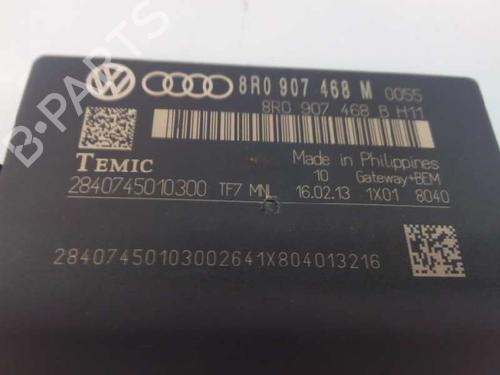 8R0 907 468 M 0055
8R0 907 468 B H11
TEMIC
Made in Philippines
10 Gateway+BEM
2840745010300 TF7 MNL 16.02.13 1X01 8040
28407450103002641X804013216
B-PARTS